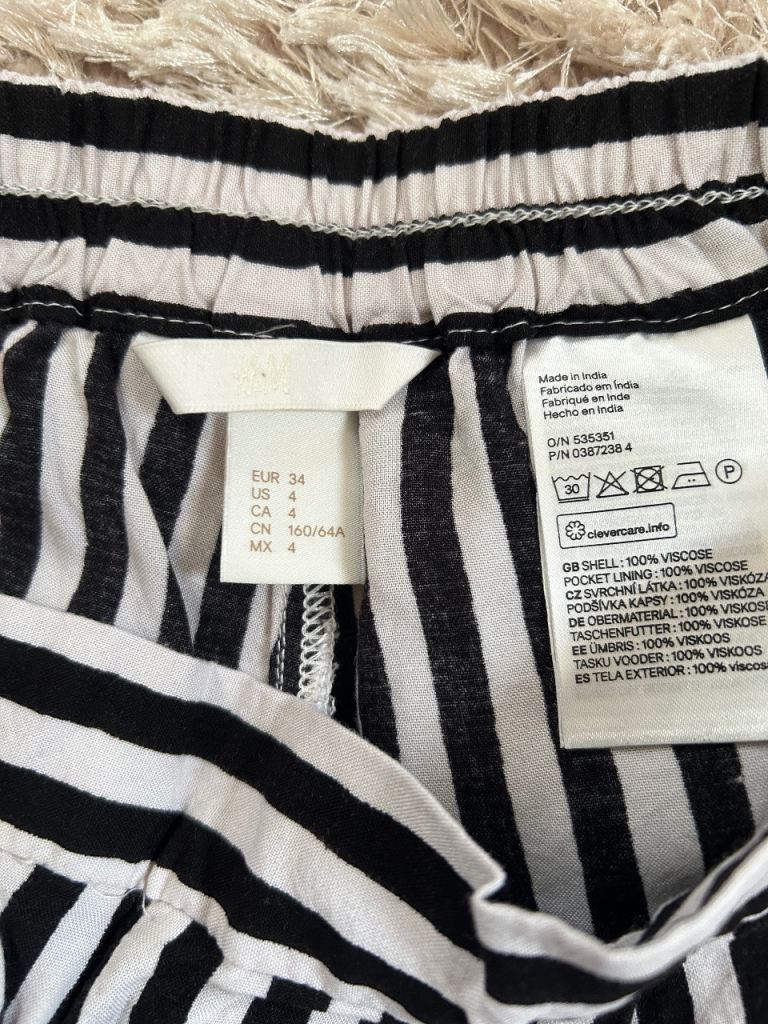 H&M
EUR 34
US 4
CA 4
CN 160/64A
MX 4
Made in India
Fabricado em Índia
Fabriqué en Inde
Hecho en India
O/N 535351
P/N 0387238 4
30
P
clevercare.info
GB SHELL: 100% VISCOSE
POCKET LINING: 100% VISCOSE
CZ SVRCHNÍ LÁTKA: 100% VISKÓZA
PODŠÍVKA KAPSY: 100% VISKÓZA
DE OBERMATERIAL: 100% VISKOSE
TASCHENFUTTER: 100% VISKOSE
EE ÜMBRIS: 100% VISKOOS
TASKU VOODER: 100% VISKOOS
ES TELA EXTERIOR: 100% viscosa